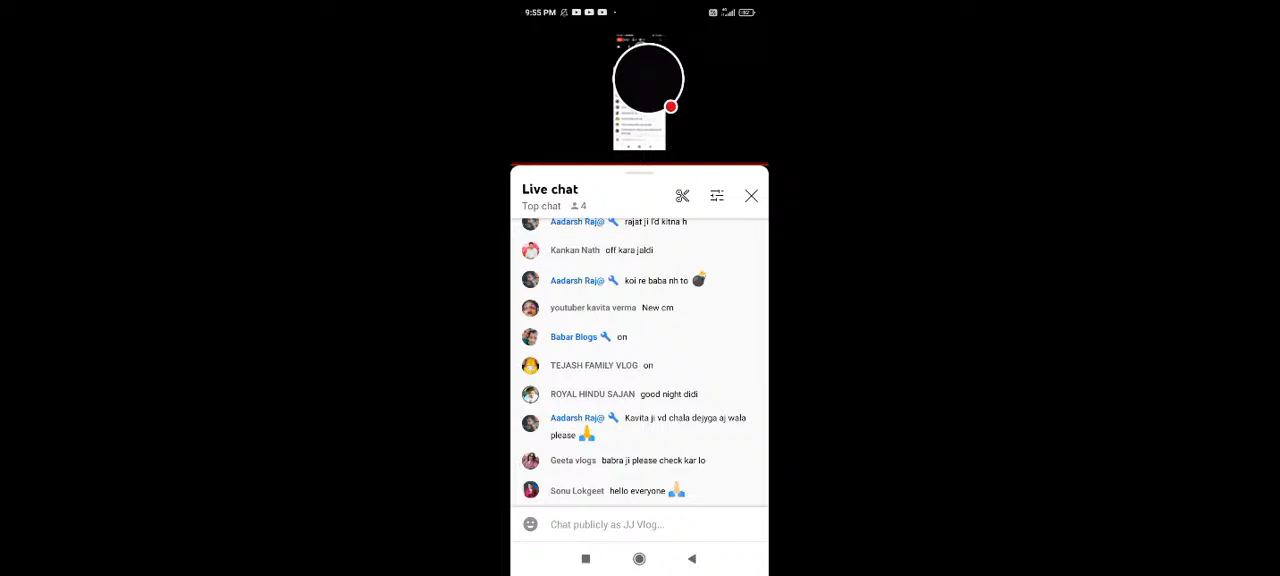 9:55 PM
Live chat
Top chat 4
Aadarsh Raj@ rajat ji I'd kitna h
Kankan Nath off kara jaldi
Aadarsh Raj@ koi re baba nh to 💣
youtuber kavita verma New cm
Babar Blogs on
TEJASH FAMILY VLOG on
ROYAL HINDU SAJAN good night didi
Aadarsh Raj@ Kavita ji vd chala dejyga aj wala
please 🙏
Geeta vlogs babra ji please check kar lo
Sonu Lokgeet hello everyone 🙏
Chat publicly as JJ Vlog...